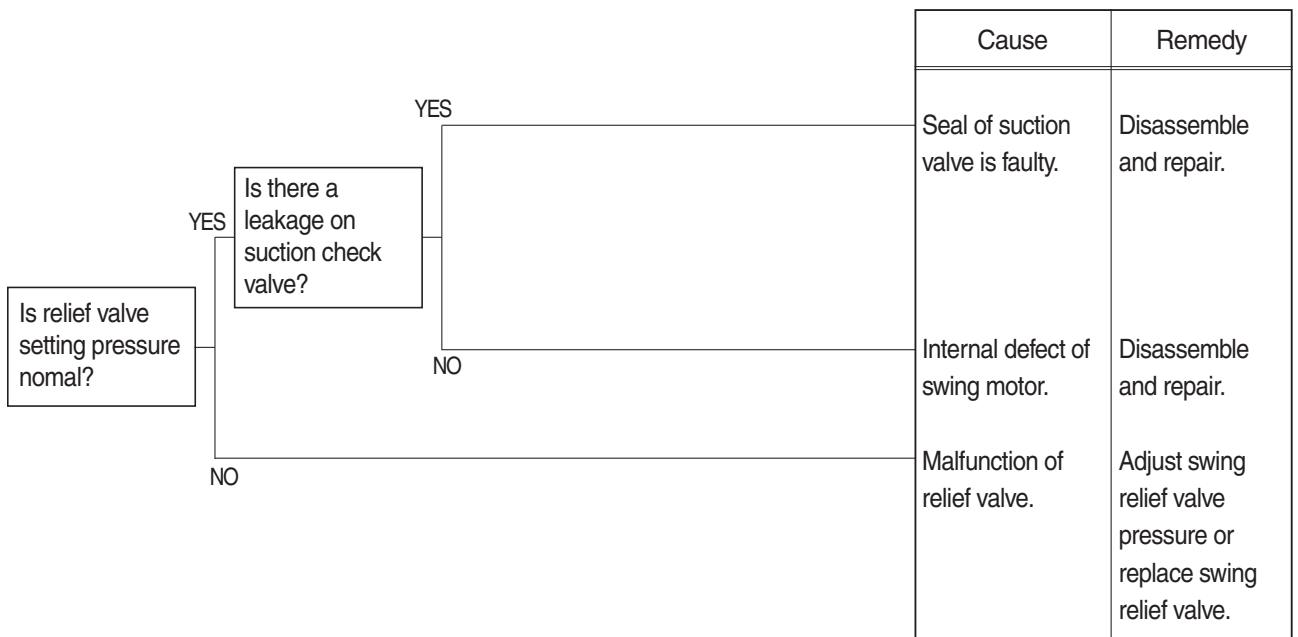 Cause
Remedy
YES
Seal of suction
valve is faulty.
Disassemble
and repair.
Is there a
leakage on
suction check
valve?
YES
Is relief valve
setting pressure
nomal?
NO
Internal defect of
swing motor.
Disassemble
and repair.
NO
Malfunction of
relief valve.
Adjust swing
relief valve
pressure or
replace swing
relief valve.